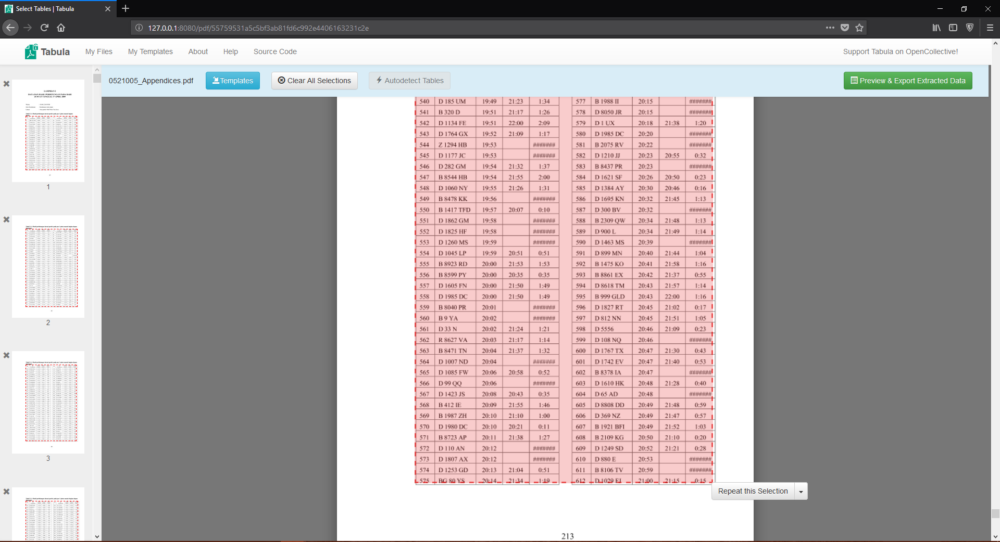 Select Tables | Tabula
127.0.0.1:8080/pdf/55759531a5c5bf3ab81fd6c992e4406163231c2e
Tabula My Files My Templates About Help Source Code Support Tabula on OpenCollective!
0521005_Appendices.pdf Templates Clear All Selections Autodetect Tables Preview & Export Extracted Data
LAMPIRAN I
1
2
3
540 D 185 UM 19:49 21:23 1:34 577 B 1988 II 20:15 #######
541 B 320 D 19:51 21:17 1:26 578 D 8050 JR 20:15 #######
542 D 1134 FE 19:51 22:00 2:09 579 D 1 UX 20:18 21:38 1:20
543 D 1764 GX 19:52 21:09 1:17 580 D 1985 DC 20:20 #######
544 Z 1294 HB 19:53 ####### 581 B 2075 RV 20:22 #######
545 D 1177 JC 19:53 ####### 582 D 1210 JJ 20:23 20:55 0:32
546 D 282 GM 19:54 21:32 1:37 583 B 8437 PR 20:23 #######
547 B 8544 HB 19:54 21:55 2:00 584 D 1621 SF 20:26 20:50 0:23
548 D 1060 NY 19:55 21:26 1:31 585 D 1384 AY 20:30 20:46 0:16
549 B 8478 KK 19:56 ####### 586 D 1695 KN 20:32 21:45 1:13
550 B 1417 TFD 19:57 20:07 0:10 587 D 300 BV 20:32 #######
551 D 1862 GM 19:58 ####### 588 B 2309 QW 20:34 21:48 1:13
552 D 1825 HF 19:58 ####### 589 D 900 L 20:34 21:49 1:14
553 D 1260 MS 19:59 ####### 590 D 1463 MS 20:39 #######
554 D 1045 LP 19:59 20:51 0:51 591 D 899 MN 20:40 21:44 1:04
555 B 8923 RD 20:00 21:53 1:53 592 B 1475 KO 20:41 21:58 1:16
556 B 8599 PY 20:00 20:35 0:35 593 B 8861 EX 20:42 21:37 0:55
557 D 1605 FN 20:00 21:50 1:49 594 D 8618 TM 20:43 21:57 1:14
558 D 1985 DC 20:00 21:50 1:49 595 B 999 GLD 20:43 22:00 1:16
559 B 8040 PR 20:01 ####### 596 D 1827 RT 20:45 21:02 0:17
560 B 9 YA 20:02 ####### 597 D 812 NN 20:45 21:51 1:05
561 D 33 N 20:02 21:24 1:21 598 D 5556 20:46 21:09 0:23
562 R 8627 VA 20:03 21:17 1:14 599 D 108 NQ 20:46 #######
563 B 8471 TN 20:04 21:37 1:32 600 D 1767 TX 20:47 21:30 0:43
564 D 1007 ND 20:04 ####### 601 D 1742 EV 20:47 21:40 0:53
565 D 1085 FW 20:06 20:58 0:52 602 B 8378 IA 20:47 #######
566 D 99 QQ 20:06 ####### 603 D 1610 HK 20:48 21:28 0:40
567 D 1423 JS 20:08 20:43 0:35 604 D 65 AD 20:48 #######
568 B 412 IE 20:09 21:55 1:46 605 D 8808 DD 20:49 21:48 0:59
569 B 1987 ZH 20:10 21:10 1:00 606 D 369 NZ 20:49 21:47 0:57
570 D 1980 DC 20:10 20:21 0:11 607 B 1921 BFI 20:49 21:52 1:03
571 B 8723 AP 20:11 21:38 1:27 608 B 2109 KG 20:50 21:10 0:20
572 D 110 AN 20:12 ####### 609 D 1249 SD 20:52 21:21 0:28
573 D 1807 AX 20:12 ####### 610 D 880 E 20:53 #######
574 D 1253 GD 20:13 21:04 0:51 611 B 8106 TV 20:59 #######
575 BG 80 YS 20:14 21:34 1:19 612 D 1029 EI 21:00 21:15 0:15
Repeat this Selection
213